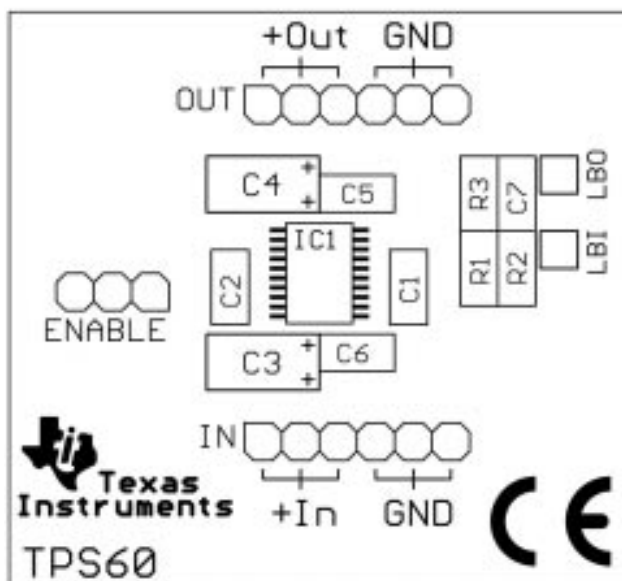 +Out GND
OUT
C4 C5
R3 C7 LBO
IC1
C2 C1
R1 R2 LBI
ENABLE
C3 C6
IN
+In GND
Texas
Instruments
CE
TPS60